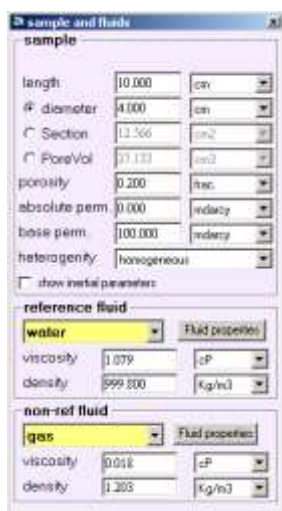 sample and fluids
sample
length 10.000 cm
diameter 4.000 cm
Section 12.566 cm2
PoreVol cm3
porosity 0.200 frac.
absolute perm. 0.000 mdarcy
base perm. 100.000 mdarcy
heterogenity homogeneous
show inertial parameters
reference fluid
water Fluid properties
viscosity 1.079 cP
density 999.800 Kg/m3
non-ref fluid
gas Fluid properties
viscosity 0.018 cP
density 1.203 Kg/m3